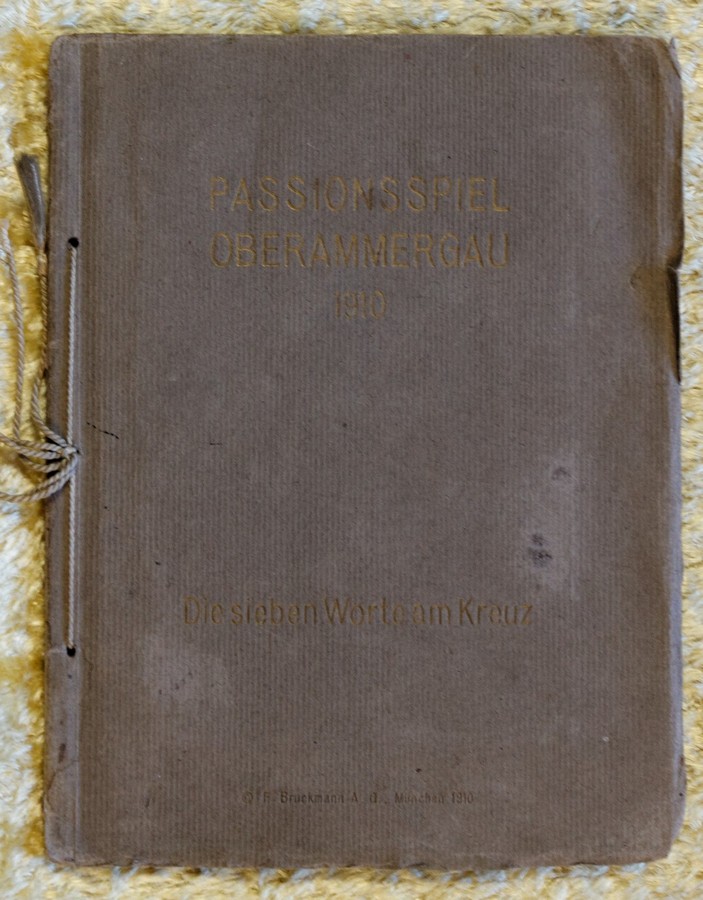 PASSIONSSPIEL
OBERAMMERGAU
1910
Die sieben Worte am Kreuz
© F. Bruckmann A. G., München 1910